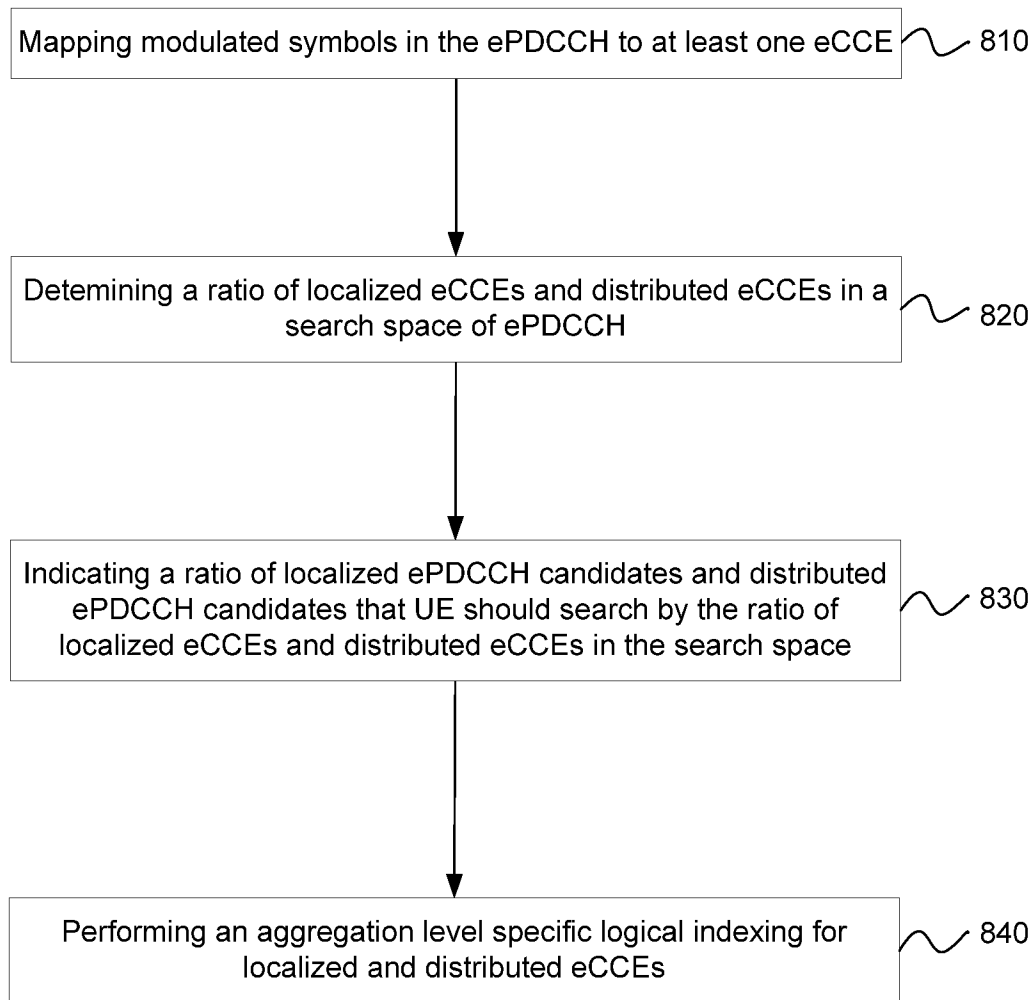 Mapping modulated symbols in the ePDCCH to at least one eCCE
810
Detemining a ratio of localized eCCEs and distributed eCCEs in a
search space of ePDCCH
820
Indicating a ratio of localized ePDCCH candidates and distributed
ePDCCH candidates that UE should search by the ratio of
localized eCCEs and distributed eCCEs in the search space
830
Performing an aggregation level specific logical indexing for
localized and distributed eCCEs
840